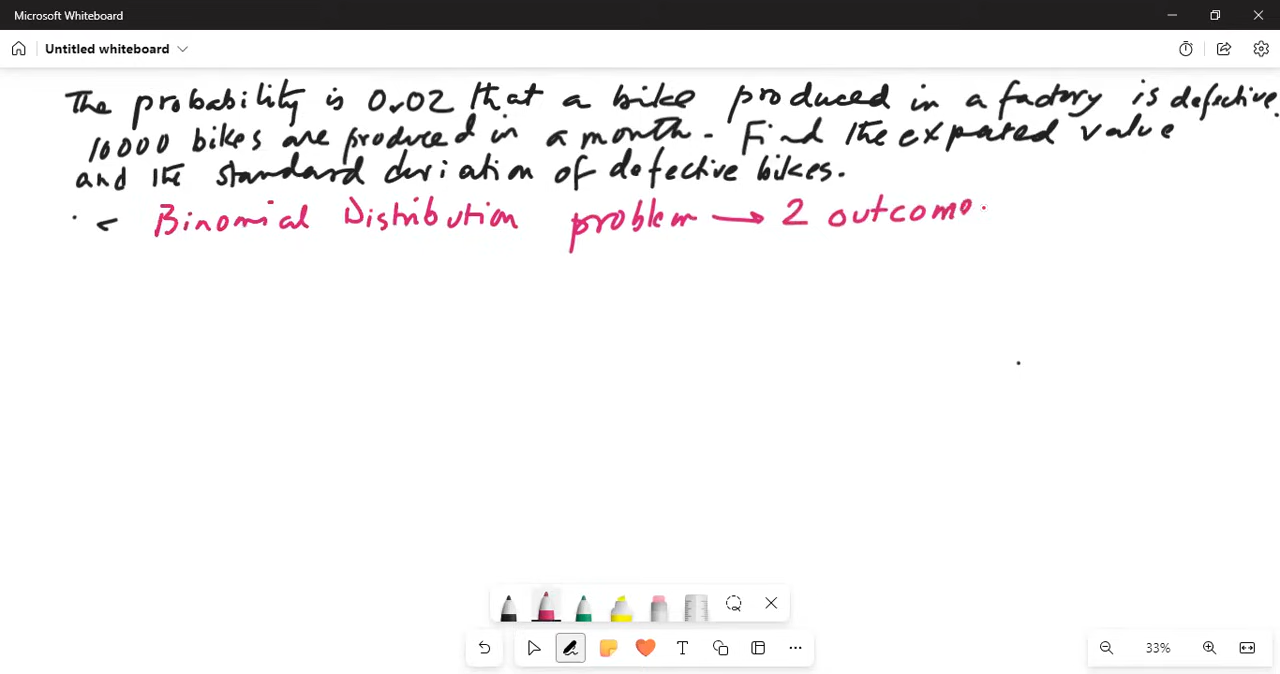 Microsoft Whiteboard
Untitled whiteboard
The probability is 0.02 that a bike produced in a factory is defective.
10000 bikes are produced in a month. Find the expected value
and the standard deviation of defective bikes.
Binomial Distribution problem → 2 outcome
33%